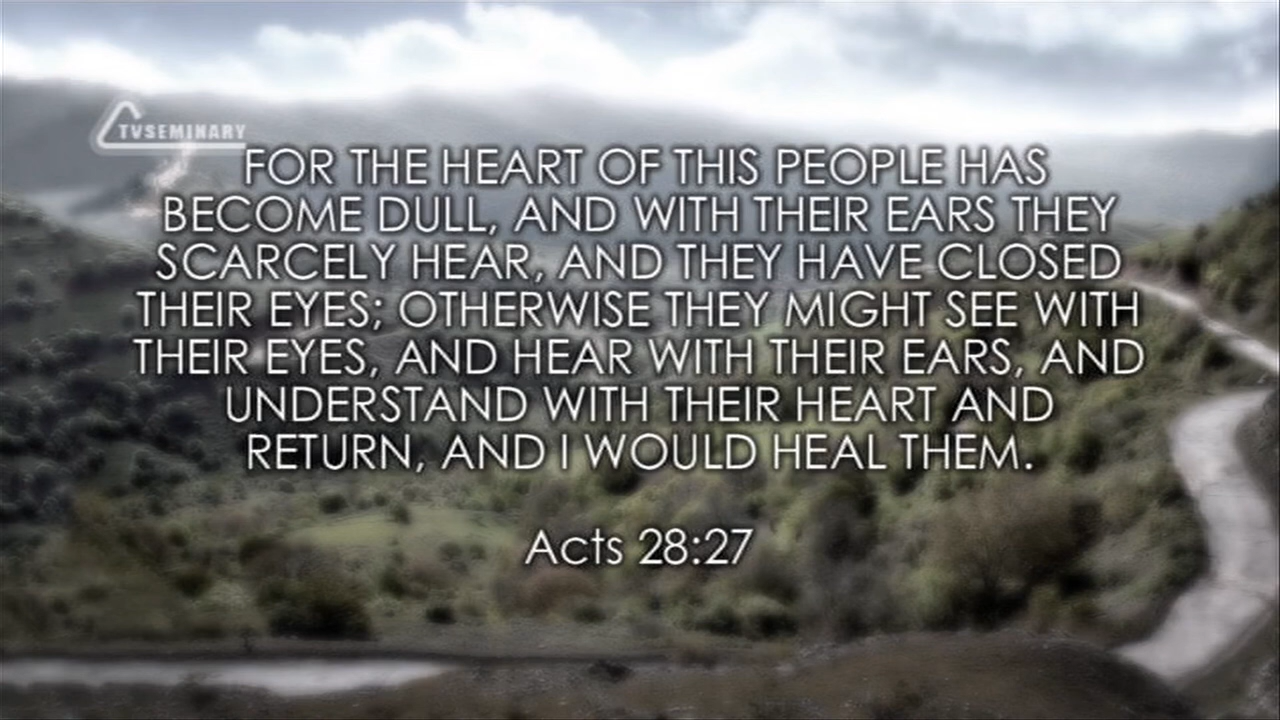 TVSEMINARY
FOR THE HEART OF THIS PEOPLE HAS
BECOME DULL, AND WITH THEIR EARS THEY
SCARCELY HEAR, AND THEY HAVE CLOSED
THEIR EYES; OTHERWISE THEY MIGHT SEE WITH
THEIR EYES, AND HEAR WITH THEIR EARS, AND
UNDERSTAND WITH THEIR HEART AND
RETURN, AND I WOULD HEAL THEM.
Acts 28:27